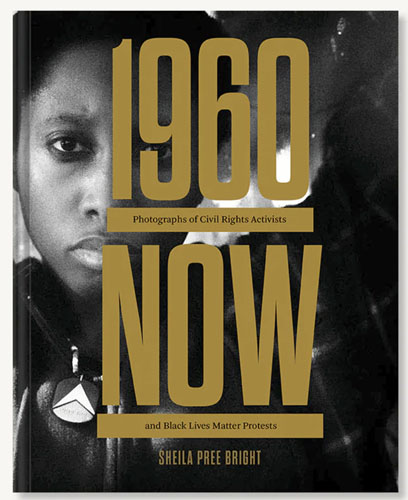 1960
Photographs of Civil Rights Activists
NOW
and Black Lives Matter Protests
SHEILA PREE BRIGHT